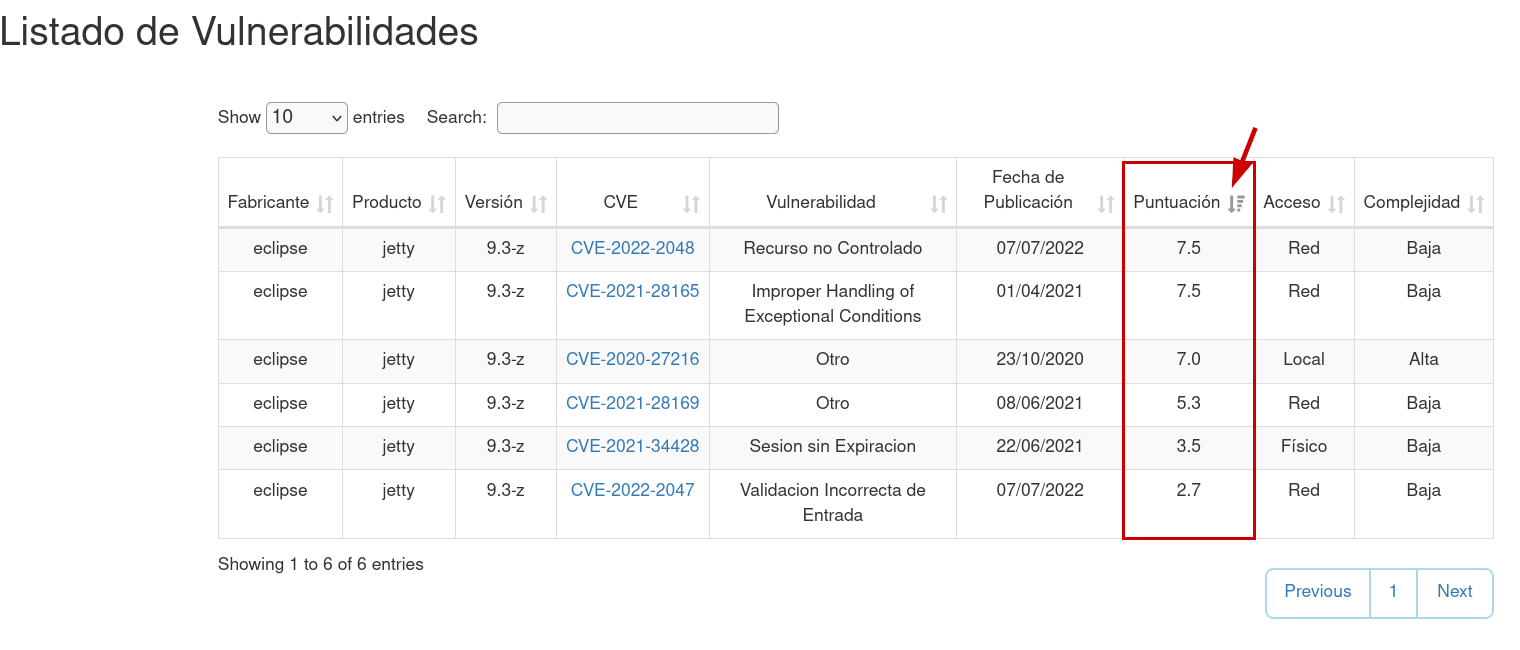 Listado de Vulnerabilidades
Show 10 entries Search:
Fabricante Producto Versión CVE Vulnerabilidad Fecha de Publicación Puntuación Acceso Complejidad
eclipse jetty 9.3-z CVE-2022-2048 Recurso no Controlado 07/07/2022 7.5 Red Baja
eclipse jetty 9.3-z CVE-2021-28165 Improper Handling of 01/04/2021 7.5 Red Baja
Exceptional Conditions
eclipse jetty 9.3-z CVE-2020-27216 Otro 23/10/2020 7.0 Local Alta
eclipse jetty 9.3-z CVE-2021-28169 Otro 08/06/2021 5.3 Red Baja
eclipse jetty 9.3-z CVE-2021-34428 Sesion sin Expiracion 22/06/2021 3.5 Físico Baja
eclipse jetty 9.3-z CVE-2022-2047 Validacion Incorrecta de 07/07/2022 2.7 Red Baja
Entrada
Showing 1 to 6 of 6 entries
Previous 1 Next